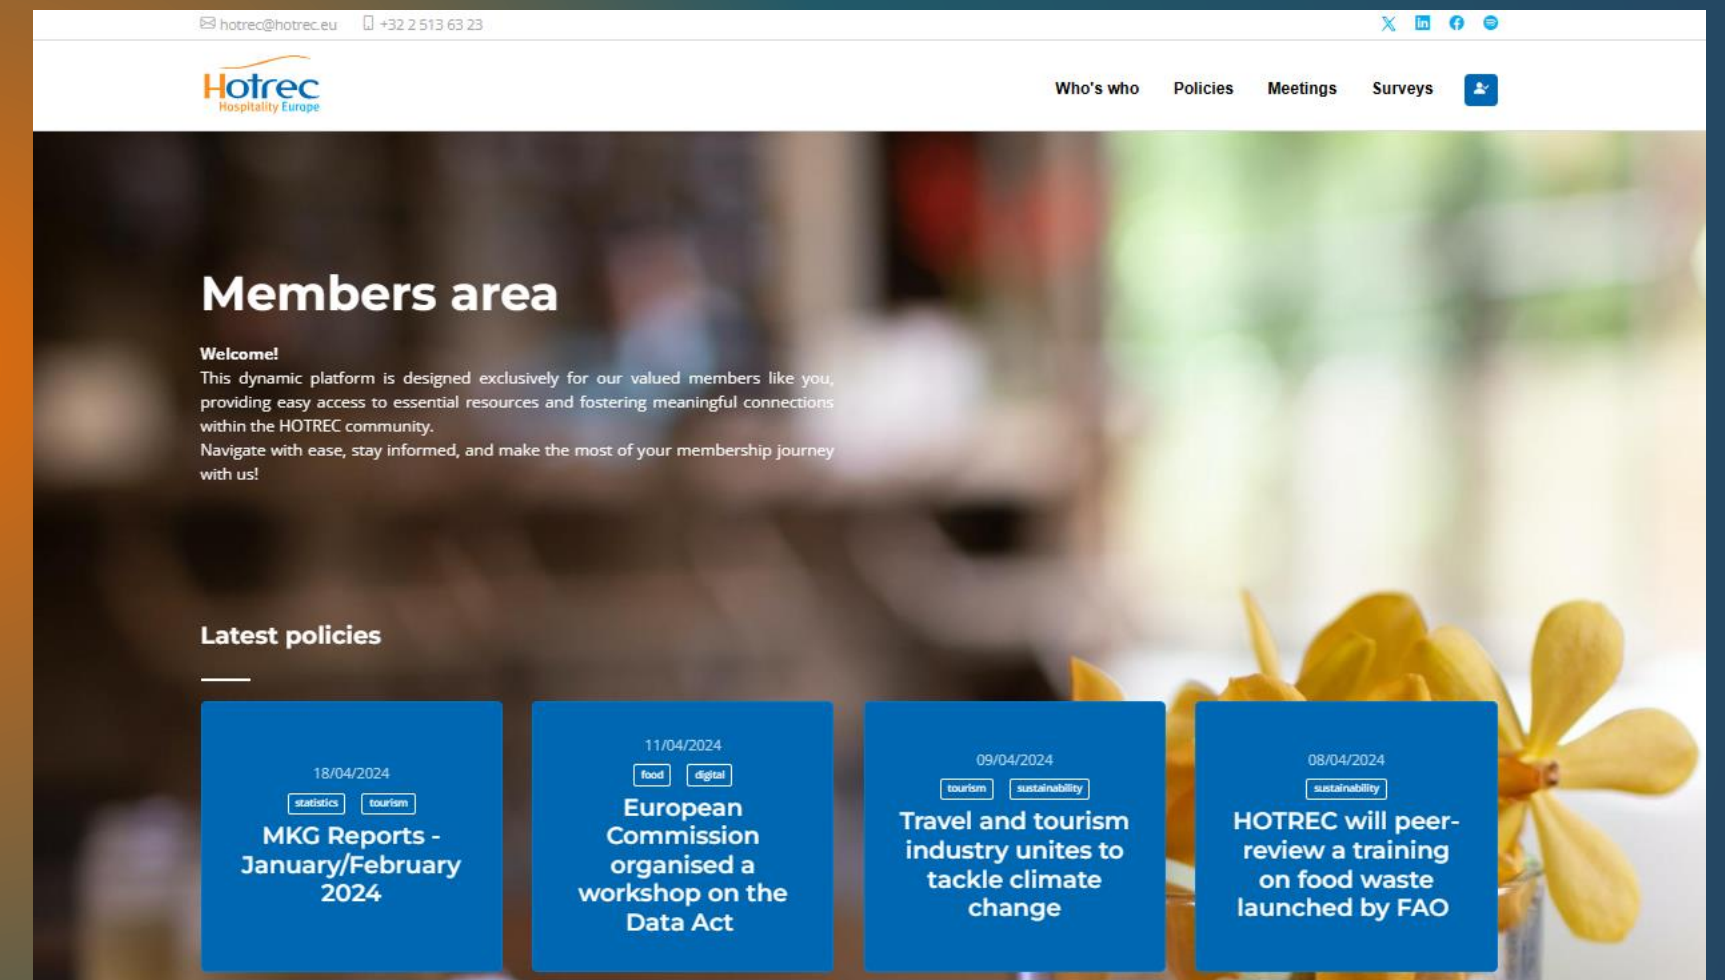 hotrec@hotrec.eu
+32 2 513 63 23
Hotrec
Hospitality Europe
Who's who
Policies
Meetings
Surveys
Members area
Welcome!
This dynamic platform is designed exclusively for our valued members like you,
providing easy access to essential resources and fostering meaningful connections
within the HOTREC community.
Navigate with ease, stay informed, and make the most of your membership journey
with us!
Latest policies
18/04/2024
statistics tourism
MKG Reports -
January/February
2024
11/04/2024
food digital
European
Commission
organised a
workshop on the
Data Act
09/04/2024
tourism sustainability
Travel and tourism
industry unites to
tackle climate
change
08/04/2024
sustainability
HOTREC will peer-
review a training
on food waste
launched by FAO